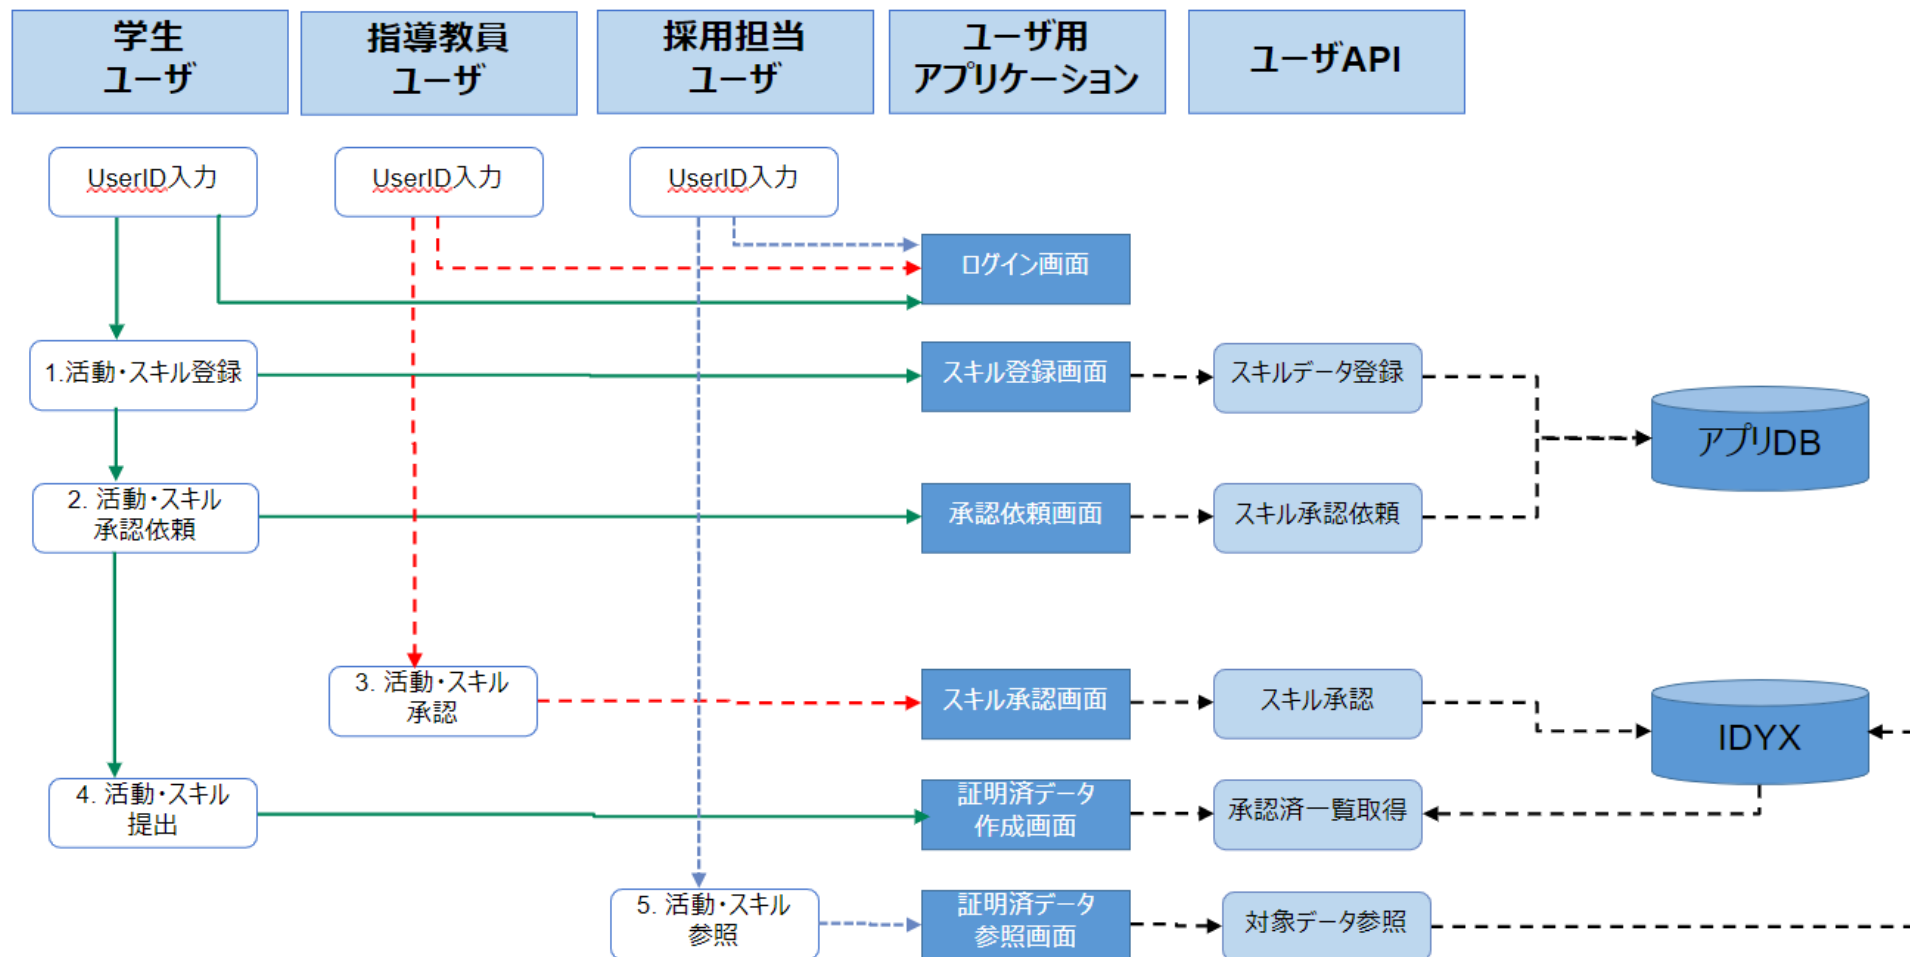 学生
ユーザ
指導教員
ユーザ
採用担当
ユーザ
ユーザ用
アプリケーション
ユーザAPI
UserID入力
UserID入力
UserID入力
ログイン画面
1.活動・スキル登録
スキル登録画面
スキルデータ登録
アプリDB
2. 活動・スキル
承認依頼
承認依頼画面
スキル承認依頼
3. 活動・スキル
承認
スキル承認画面
スキル承認
IDYX
4. 活動・スキル
提出
証明済データ
作成画面
承認済一覧取得
5. 活動・スキル
参照
証明済データ
参照画面
対象データ参照